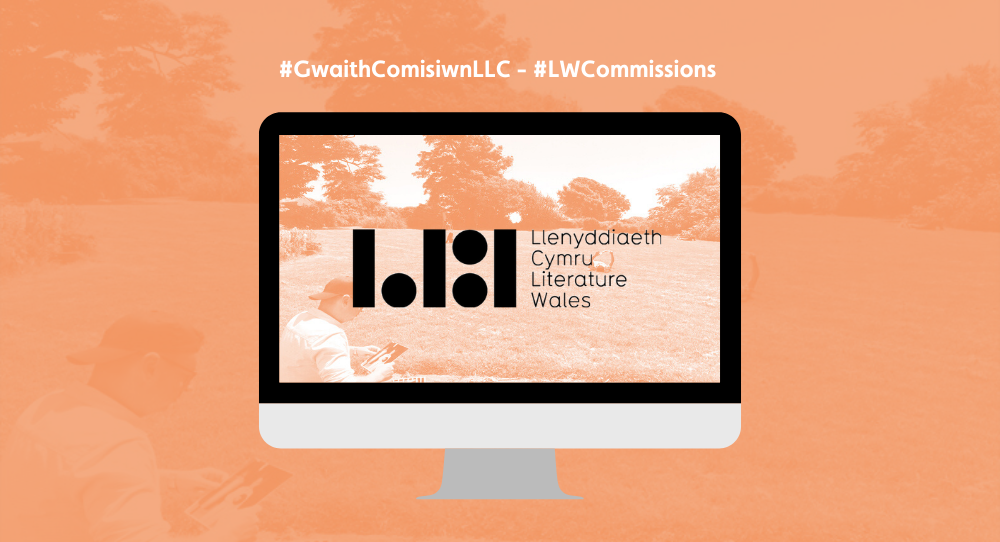 #GwaithComisiwnLLC - #LWCommissions
Llenyddiaeth
Cymru
Literature
Wales